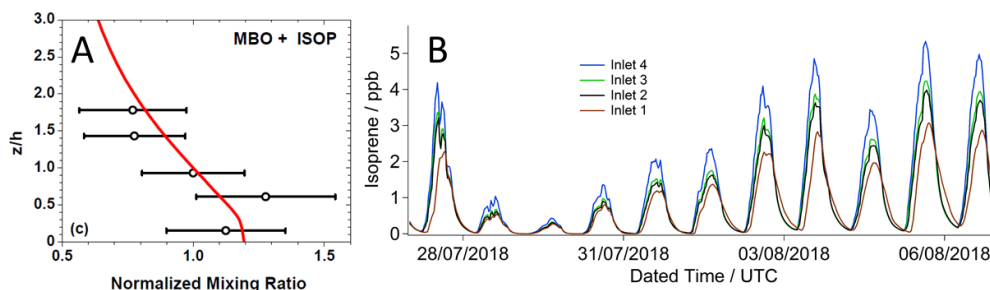 A
MBO + ISOP
3.0
2.5
2.0
1.5
1.0
0.5
0
z/h
(c)
0.5
1.0
1.5
Normalized Mixing Ratio
B
Inlet 4
Inlet 3
Inlet 2
Inlet 1
5
4
3
2
1
0
Isoprene / ppb
28/07/2018
31/07/2018
03/08/2018
06/08/2018
Dated Time / UTC